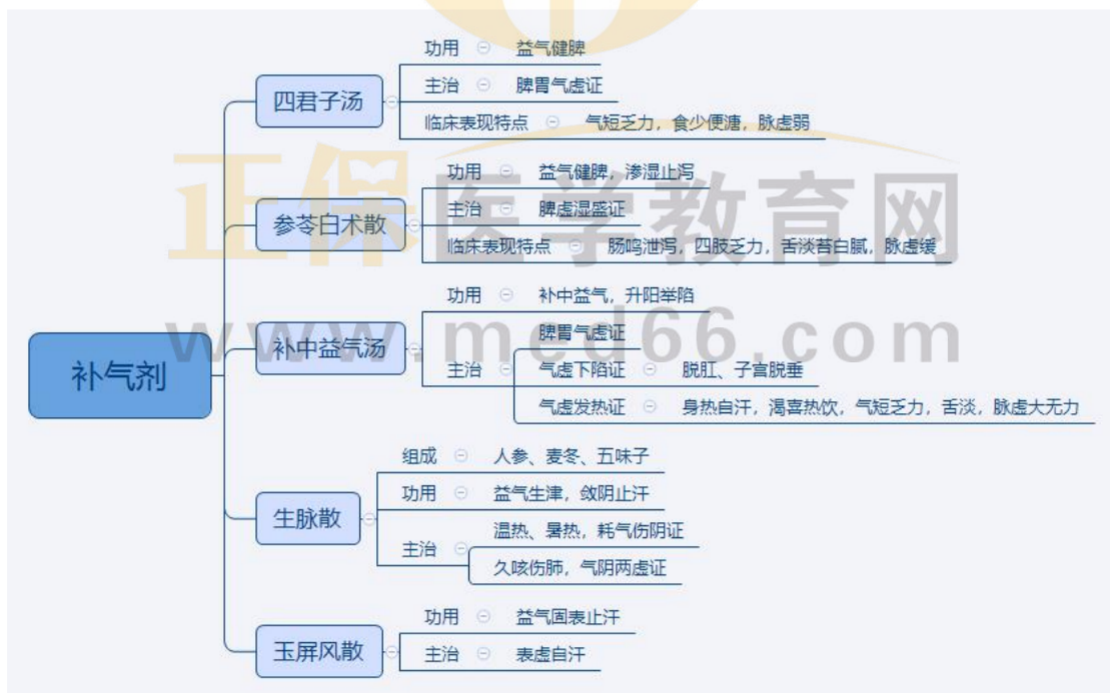 补气剂
四君子汤
功用 益气健脾
主治 脾胃气虚证
临床表现特点 气短乏力，食少便溏，脉虚弱
参苓白术散
功用 益气健脾，渗湿止泻
主治 脾虚湿盛证
临床表现特点 肠鸣泄泻，四肢乏力，舌淡苔白腻，脉虚缓
补中益气汤
功用 补中益气，升阳举陷
主治
脾胃气虚证
气虚下陷证 脱肛、子宫脱垂
气虚发热证 身热自汗，渴喜热饮，气短乏力，舌淡，脉虚大无力
生脉散
组成 人参、麦冬、五味子
功用 益气生津，敛阴止汗
主治
温热、暑热，耗气伤阴证
久咳伤肺，气阴两虚证
玉屏风散
功用 益气固表止汗
主治 表虚自汗
正保医学教育网
www.med66.com